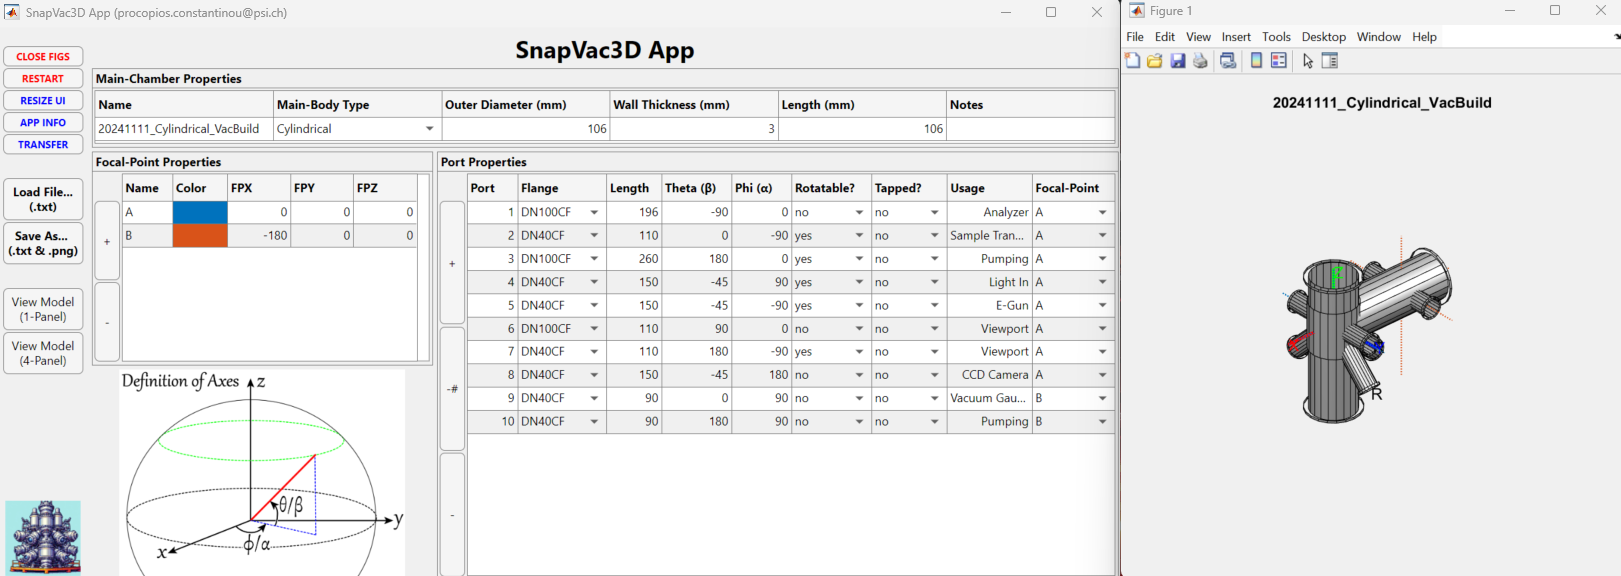 SnapVac3D App (procopios.constantinou@psi.ch)
SnapVac3D App
CLOSE FIGS
RESTART
RESIZE UI
APP INFO
TRANSFER
Load File...
(.txt)
Save As...
(.txt & .png)
View Model
(1-Panel)
View Model
(4-Panel)
Main-Chamber Properties
Name Main-Body Type Outer Diameter (mm) Wall Thickness (mm) Length (mm) Notes
20241111_Cylindrical_VacBuild Cylindrical 106 3 106
Focal-Point Properties
Name Color FPX FPY FPZ
A 0 0 0
B -180 0 0
+
-
Definition of Axes
z
y
x
θ/β
ϕ/α
Port Properties
Port Flange Length Theta (β) Phi (α) Rotatable? Tapped? Usage Focal-Point
1 DN100CF 196 -90 0 no no Analyzer A
2 DN40CF 110 0 -90 yes no Sample Tran... A
3 DN100CF 260 180 0 yes no Pumping A
4 DN40CF 150 -45 90 yes no Light In A
5 DN40CF 150 -45 -90 yes no E-Gun A
6 DN100CF 110 90 0 no no Viewport A
7 DN40CF 110 180 -90 yes no Viewport A
8 DN40CF 150 -45 180 no no CCD Camera A
9 DN40CF 90 0 90 no no Vacuum Gau... B
10 DN40CF 90 180 90 no no Pumping B
+
-#
-
Figure 1
File Edit View Insert Tools Desktop Window Help
20241111_Cylindrical_VacBuild
R